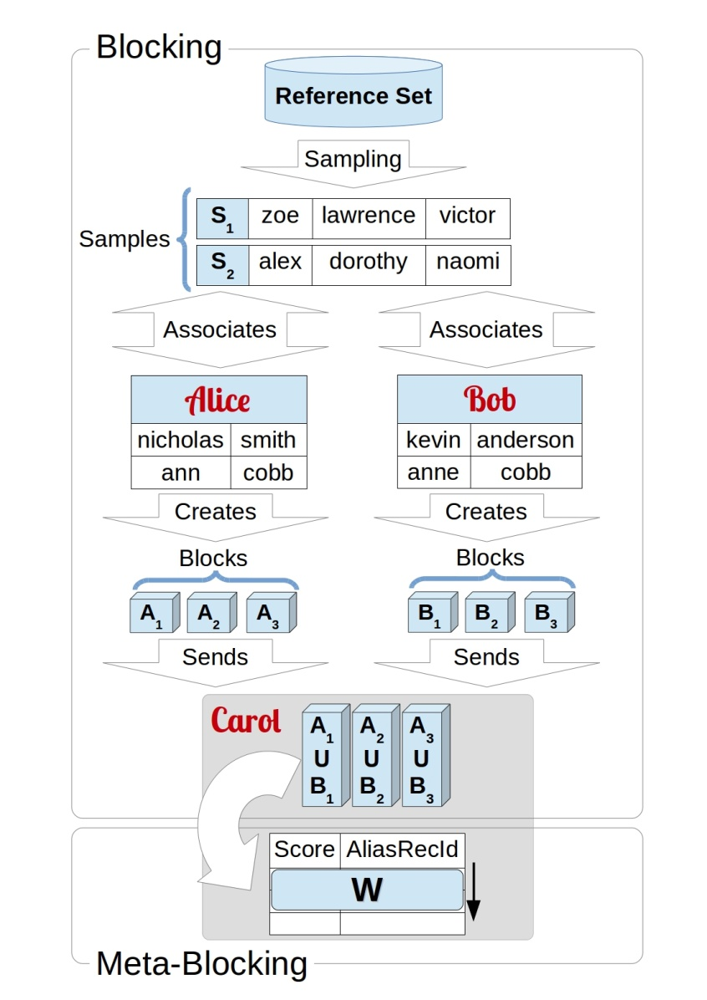 Blocking
Reference Set
Sampling
Samples
S1 zoe lawrence victor
S2 alex dorothy naomi
Associates Associates
Alice Bob
nicholas smith kevin anderson
ann cobb anne cobb
Creates Creates
Blocks Blocks
A1 A2 A3 B1 B2 B3
Sends Sends
Carol
A1 A2 A3
U U U
B1 B2 B3
Score AliasRecId
W
Meta-Blocking